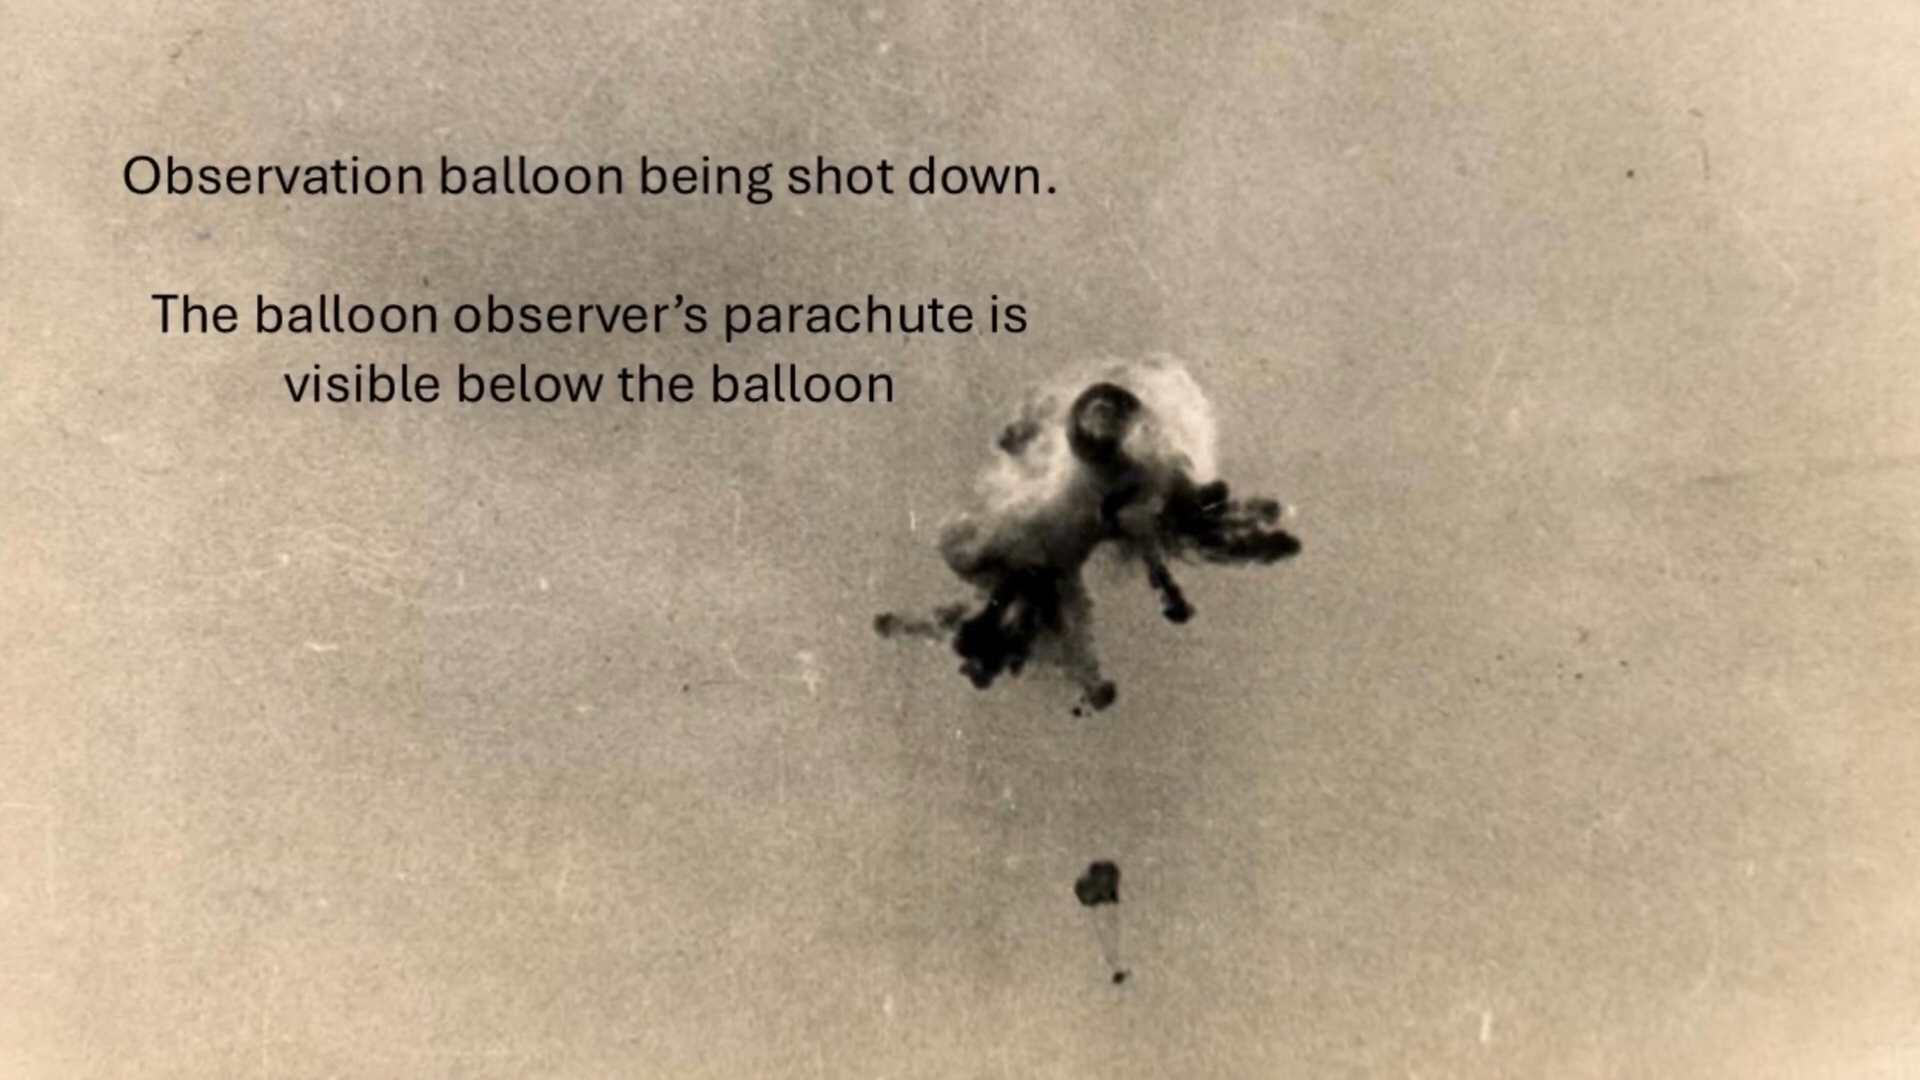 Observation balloon being shot down.
The balloon observer’s parachute is
visible below the balloon